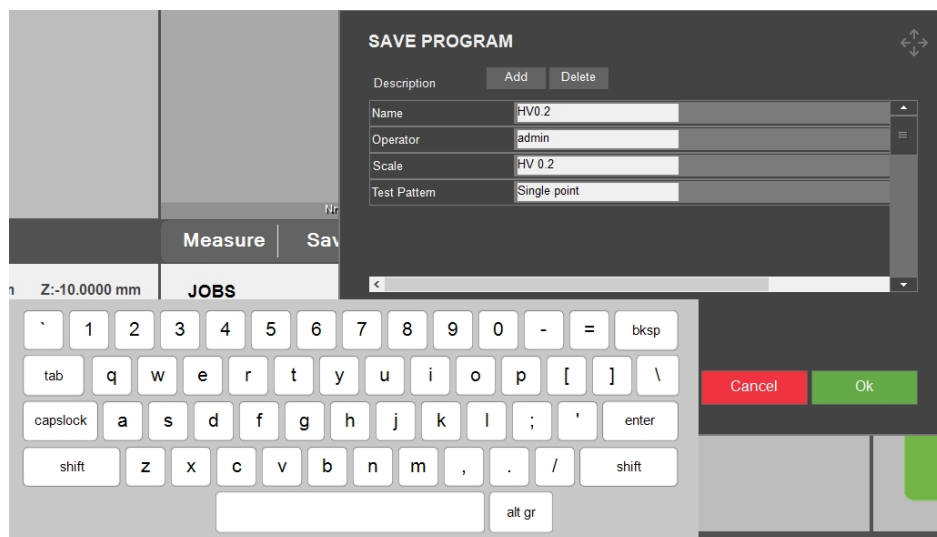 SAVE PROGRAM
Description Add Delete
Name HV0.2
Operator admin
Scale HV 0.2
Test Pattern Single point
Nr
Measure Sav
Z:-10.0000 mm JOBS
` 1 2 3 4 5 6 7 8 9 0 - = bksp
tab q w e r t y u i o p [ ] \
capslock a s d f g h j k l ; ' enter
shift z x c v b n m , . / shift
alt gr
Cancel Ok